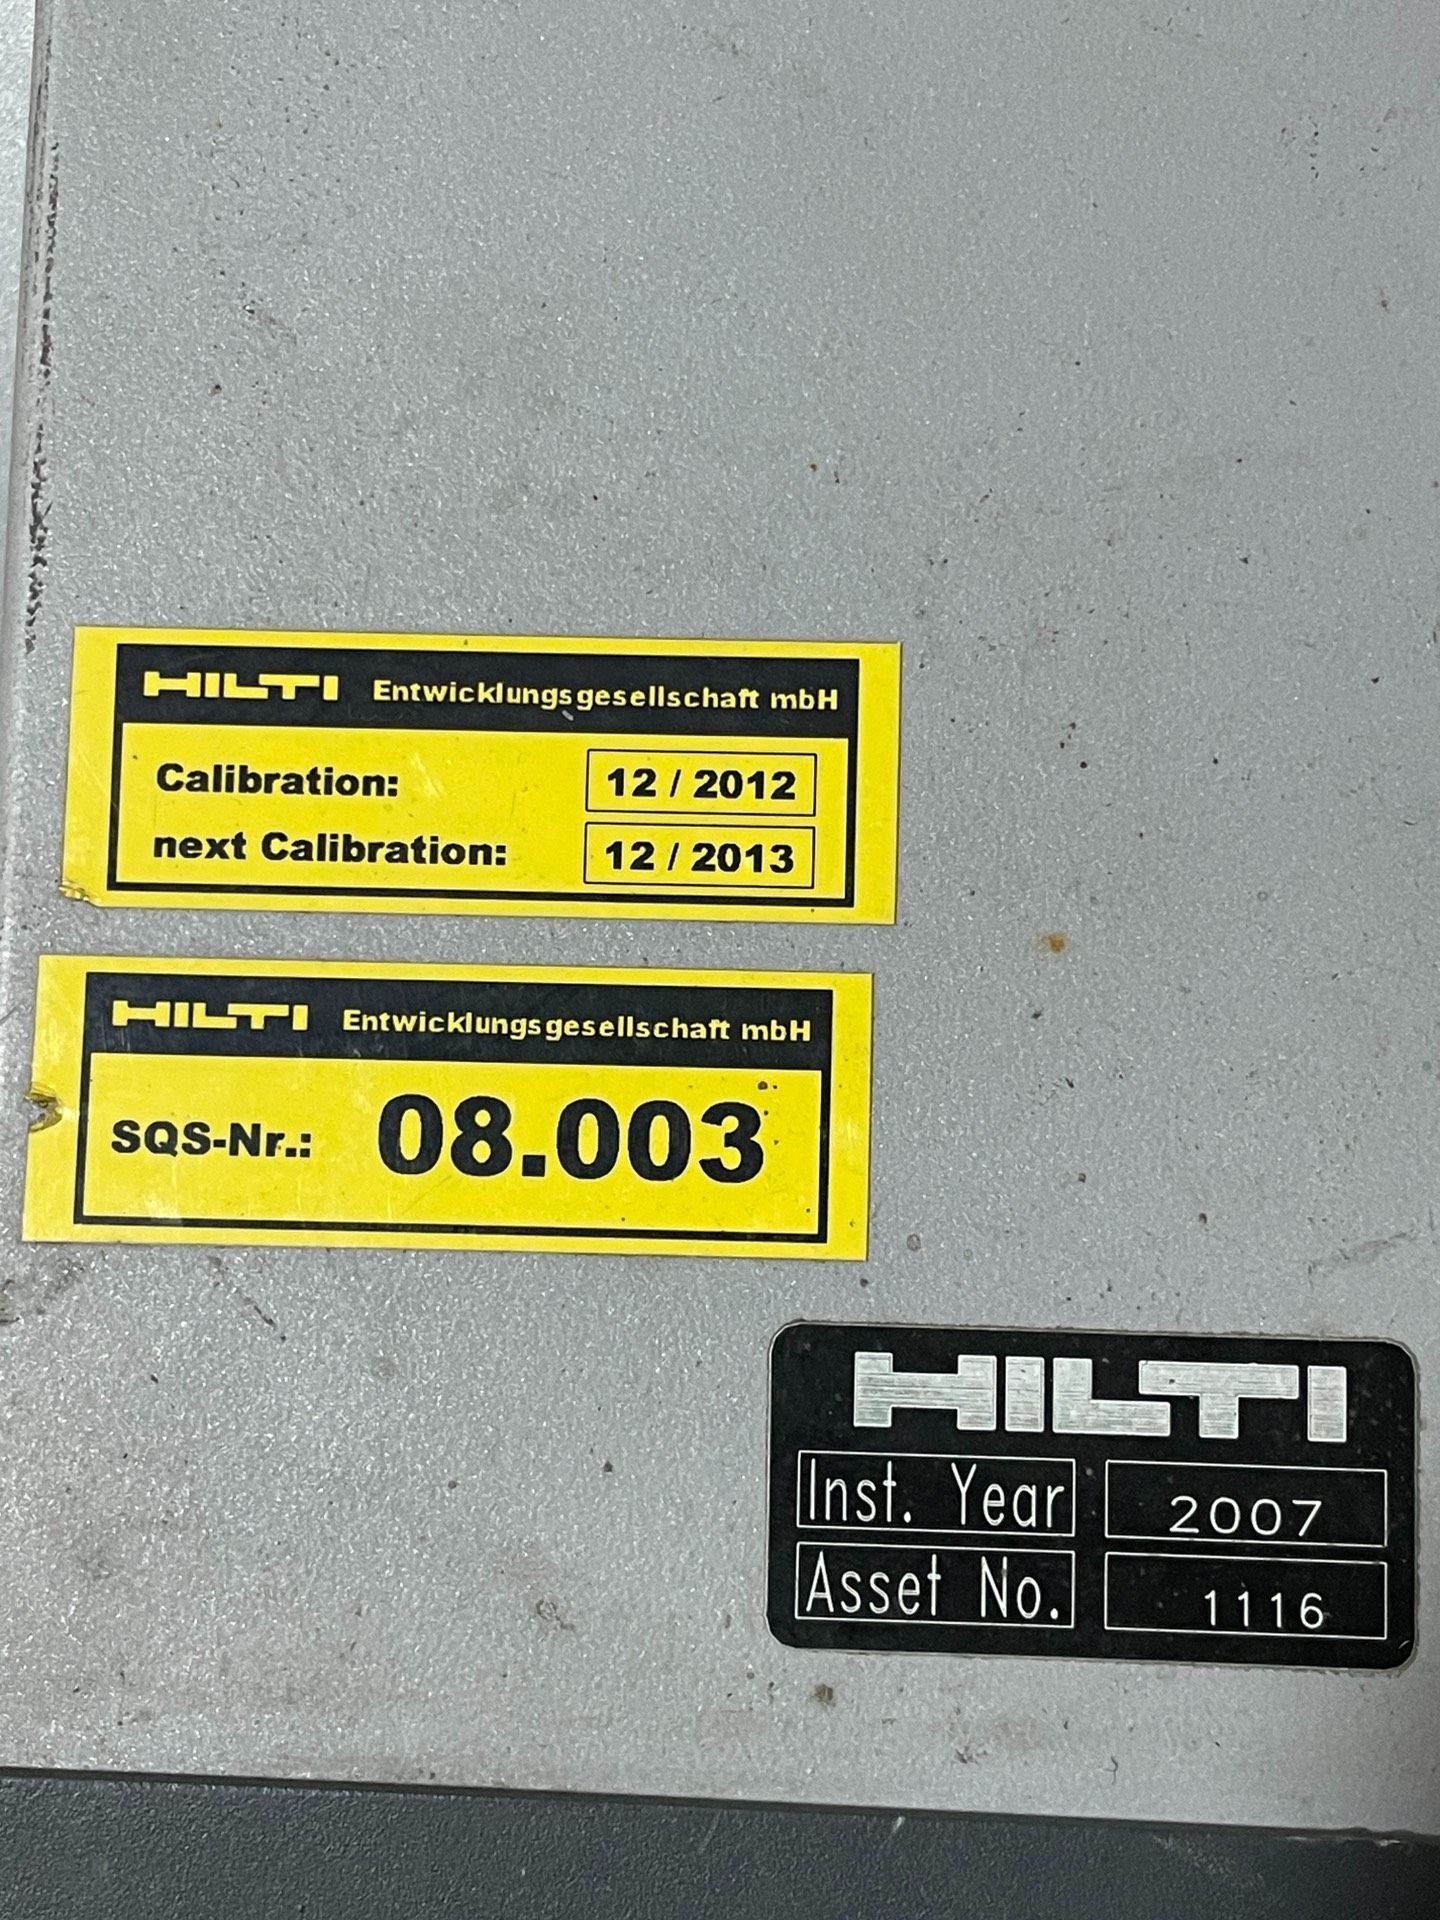 HILTI Entwicklungsgesellschaft mbH
Calibration: 12 / 2012
next Calibration: 12 / 2013
HILTI Entwicklungsgesellschaft mbH
SQS-Nr.: 08.003
HILTI
Inst. Year 2007
Asset No. 1116